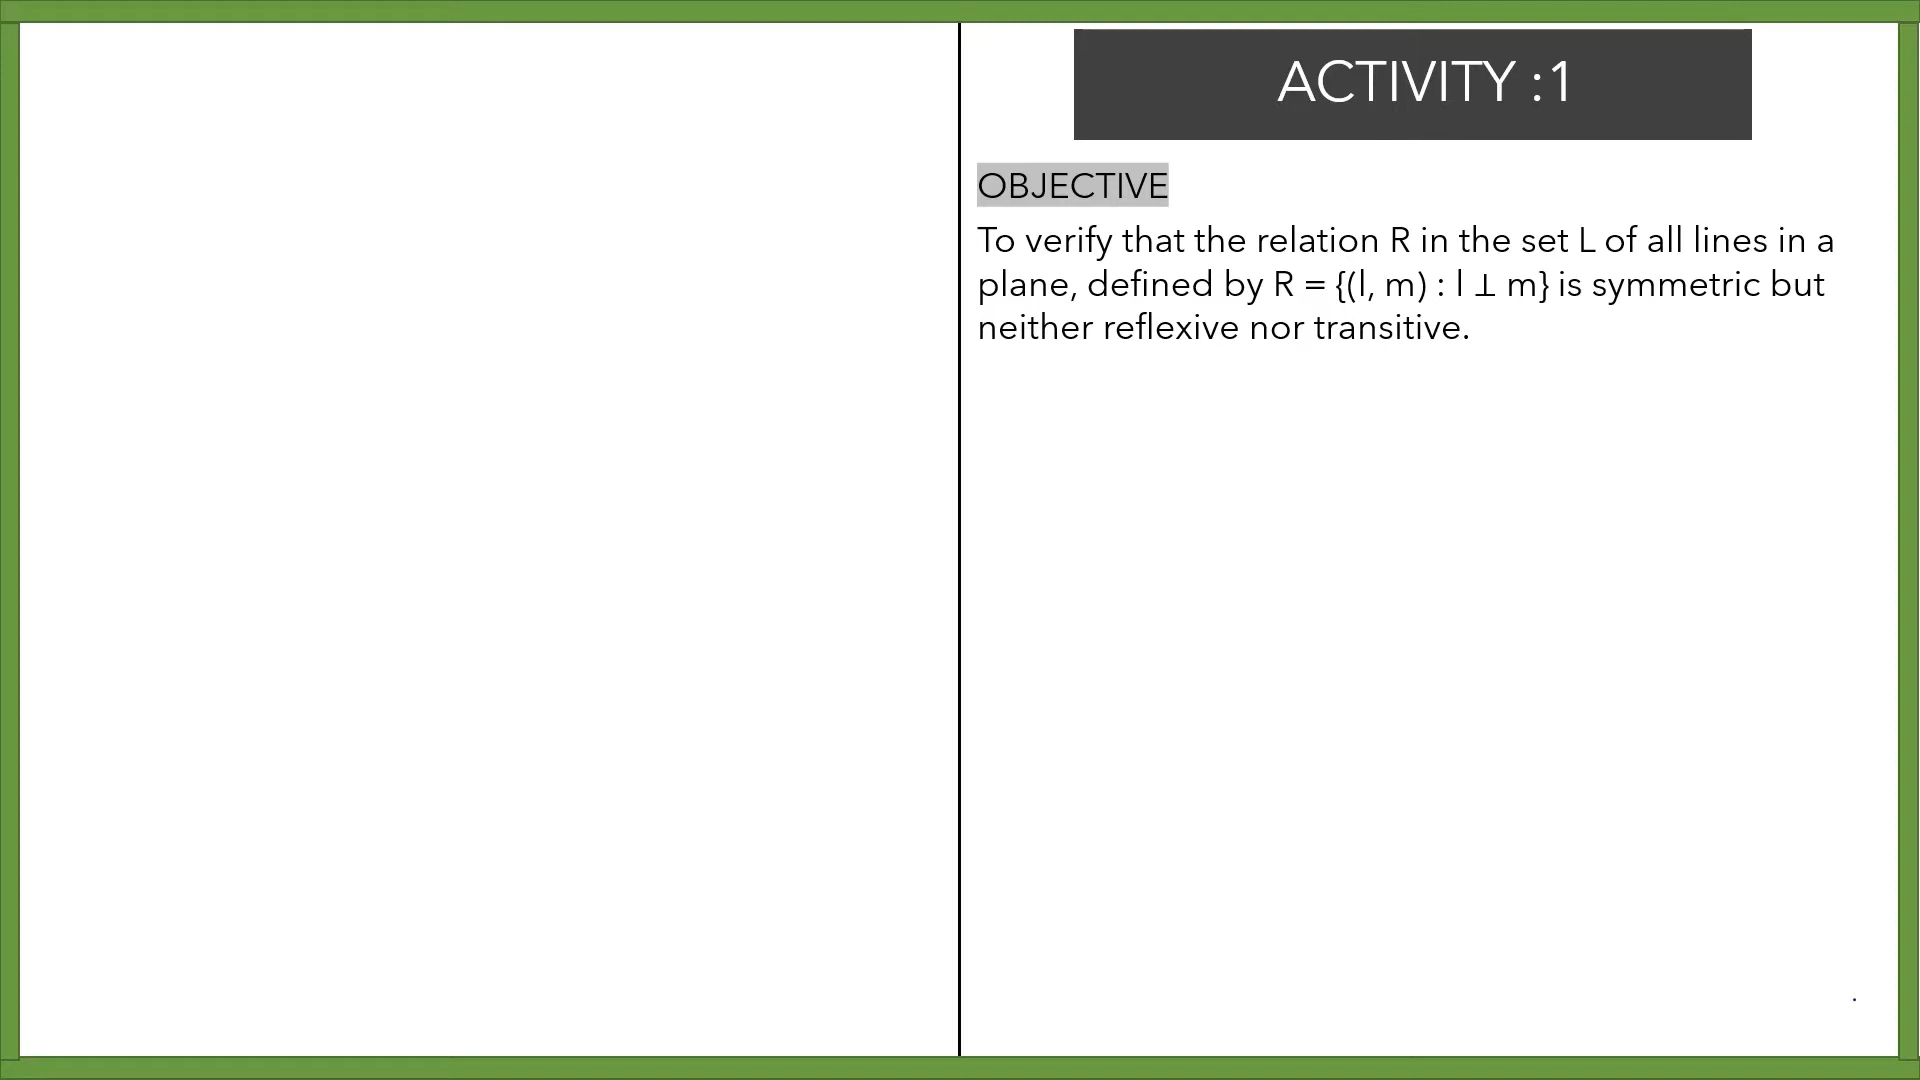 ACTIVITY :1
OBJECTIVE
To verify that the relation R in the set L of all lines in a
plane, defined by R = {(l, m) : l ⊥ m} is symmetric but
neither reflexive nor transitive.
.